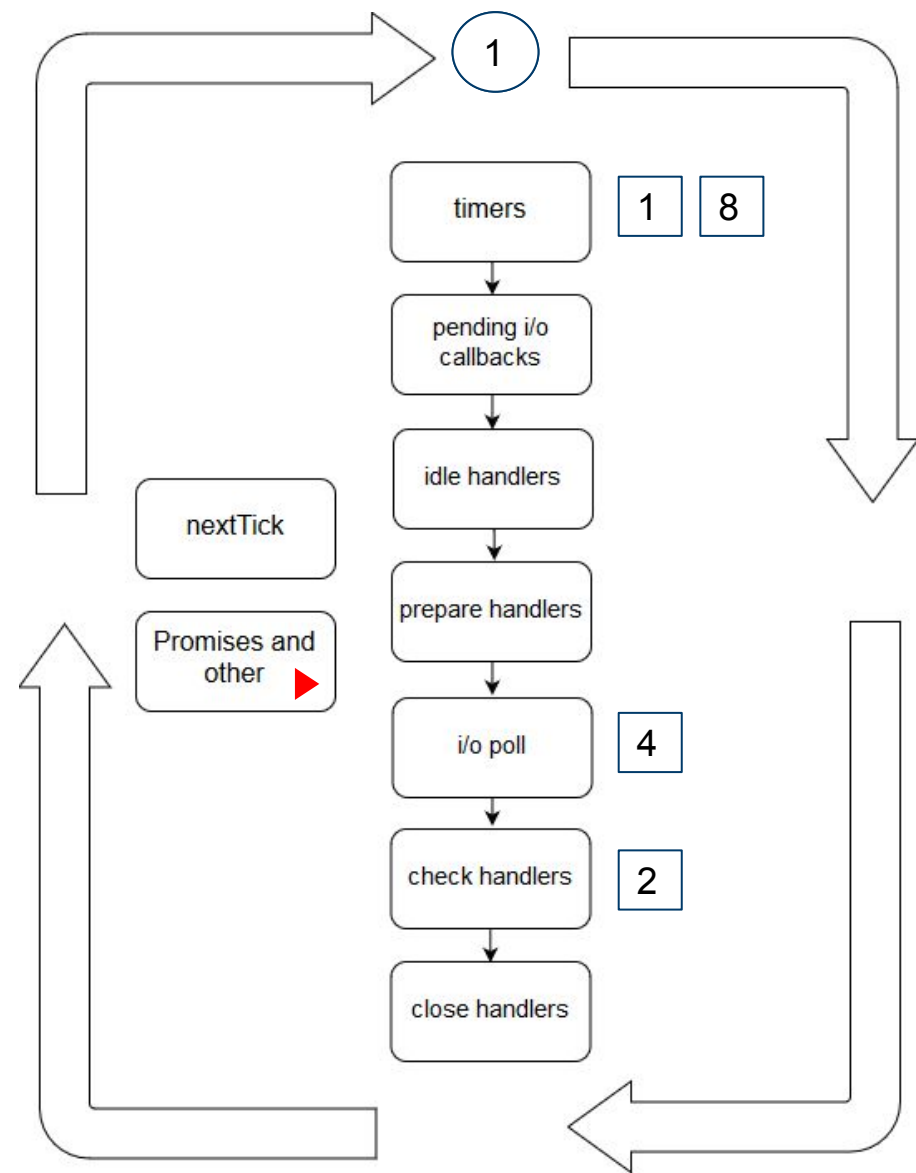 1
timers
1 8
pending i/o
callbacks
idle handlers
nextTick
prepare handlers
Promises and
other
i/o poll
4
check handlers
2
close handlers